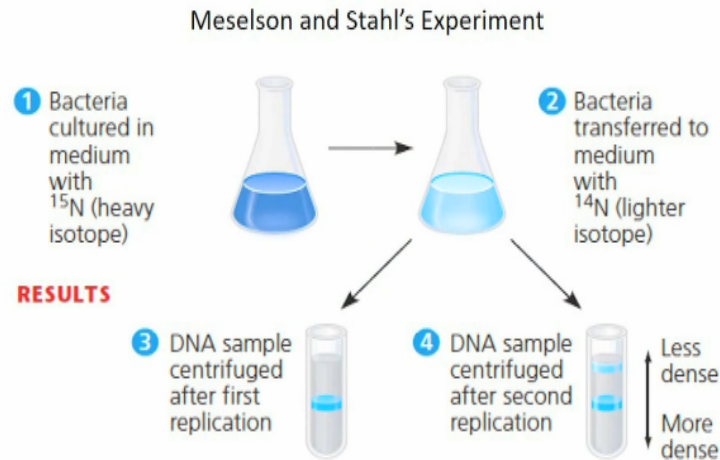 Meselson and Stahl's Experiment
1 Bacteria
cultured in
medium
with
¹⁵N (heavy
isotope)
2 Bacteria
transferred to
medium
with
¹⁴N (lighter
isotope)
RESULTS
3 DNA sample
centrifuged
after first
replication
4 DNA sample
centrifuged
after second
replication
Less
dense
More
dense